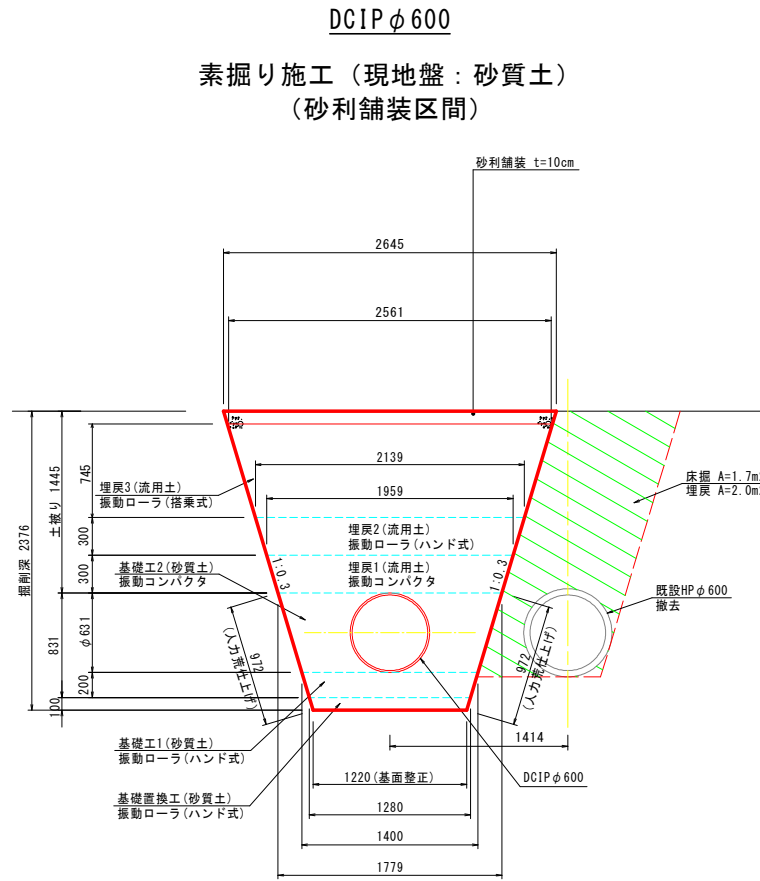 DCIPφ600
素掘り施工（現地盤：砂質土）
（砂利舗装区間）
砂利舗装 t=10cm
2645
2561
2139
1959
掘削深 2376
土被り 1445
745
300
300
φ631
831
200
100
埋戻3(流用土)
振動ローラ(搭乗式)
埋戻2(流用土)
振動ローラ(ハンド式)
埋戻1(流用土)
振動コンパクタ
基礎工2(砂質土)
振動コンパクタ
1:0.3
1:0.3
床掘 A=1.7m
埋戻 A=2.0m
既設HPφ600
撤去
972
(人力荒仕上げ)
972
(人力荒仕上げ)
基礎工1(砂質土)
振動ローラ(ハンド式)
基礎置換工(砂質土)
振動ローラ(ハンド式)
1414
DCIPφ600
1220(基面整正)
1280
1400
1779